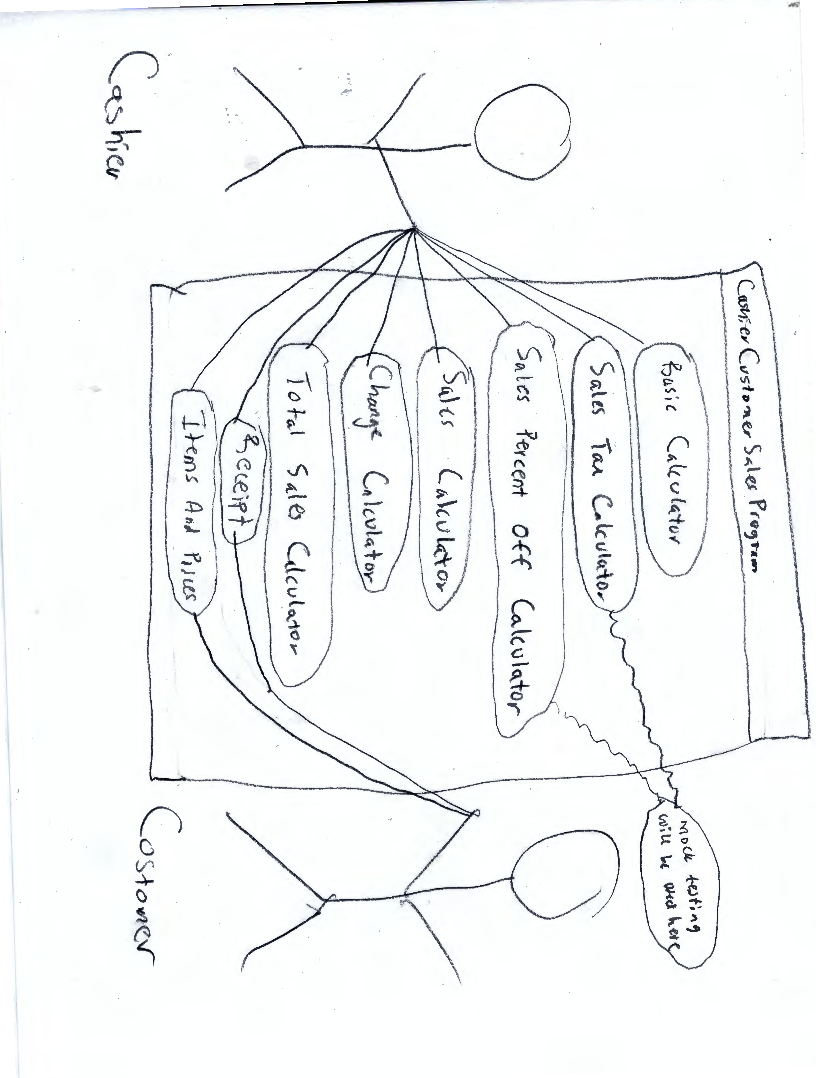 Cashier Customer Sales Program
Basic Calculator
Sales Tax Calculator
Sales Percent Off Calculator
Sales Calculator
Change Calculator
Total Sales Calculator
Receipt
Items And Prices
mock testing
will be used here
Cashier
Costomer